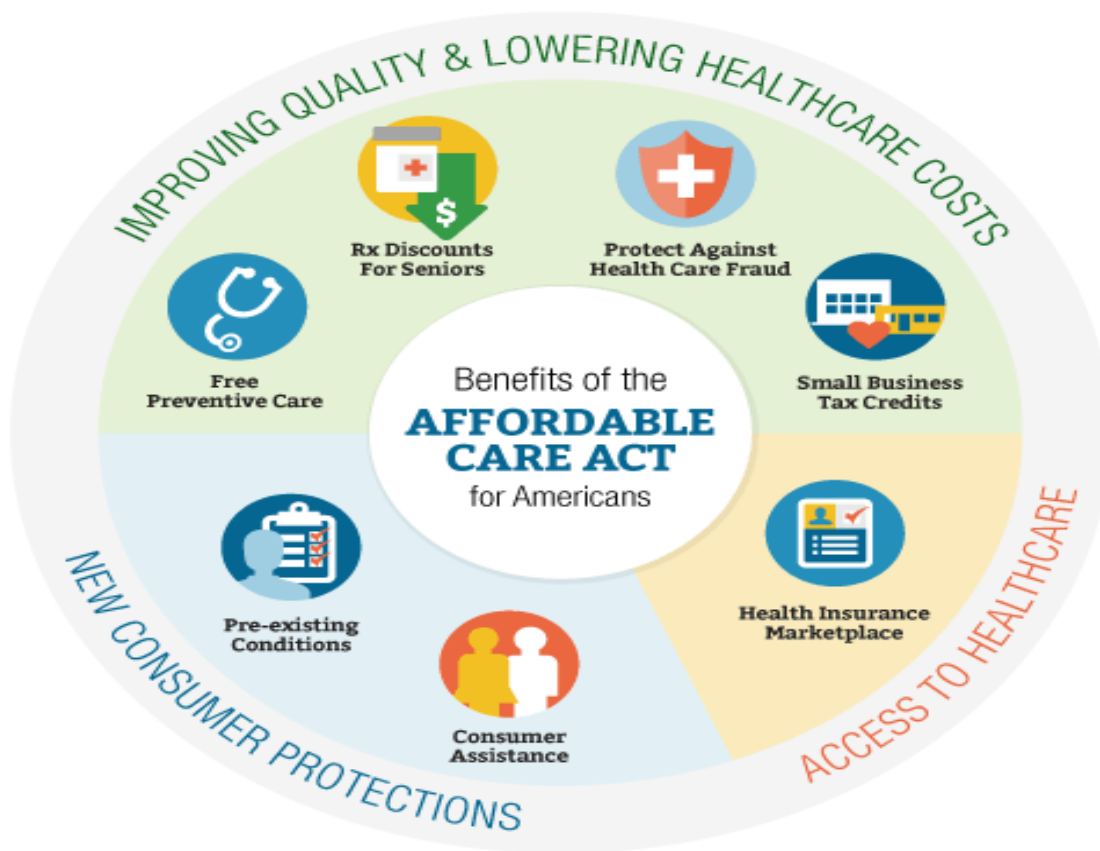 IMPROVING QUALITY & LOWERING HEALTHCARE COSTS
Rx Discounts
For Seniors
Protect Against
Health Care Fraud
Free
Preventive Care
Small Business
Tax Credits
Benefits of the
AFFORDABLE
CARE ACT
for Americans
Pre-existing
Conditions
Consumer
Assistance
Health Insurance
Marketplace
NEW CONSUMER PROTECTIONS
ACCESS TO HEALTHCARE
$